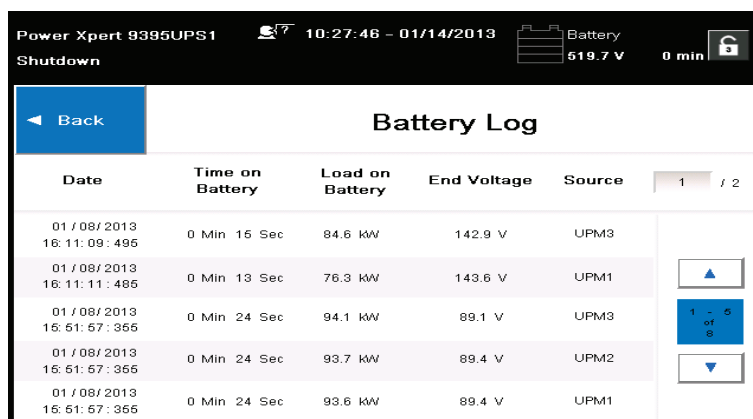 Power Xpert 9395UPS1 ? 10:27:46 - 01/14/2013 Battery
Shutdown 519.7 V 0 min 3
◄ Back Battery Log
Date Time on Battery Load on Battery End Voltage Source 1 / 2
01/08/2013
16:11:09:495 0 Min 15 Sec 84.6 kW 142.9 V UPM3
01/08/2013
16:11:11:485 0 Min 13 Sec 76.3 kW 143.6 V UPM1
▲
01/08/2013
15:51:57:355 0 Min 24 Sec 94.1 kW 89.1 V UPM3
1 - 5
of
8
01/08/2013
15:51:57:355 0 Min 24 Sec 93.7 kW 89.4 V UPM2
▼
01/08/2013
15:51:57:355 0 Min 24 Sec 93.6 kW 89.4 V UPM1